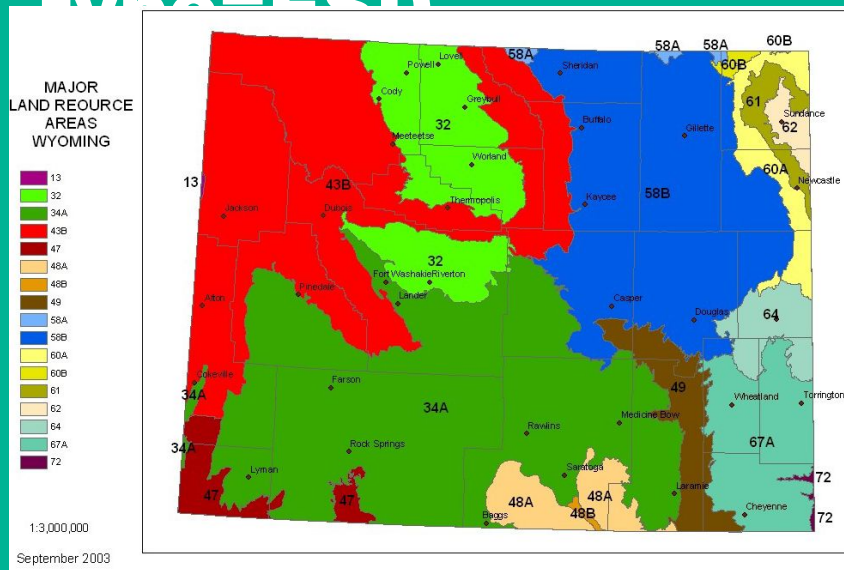 MAJOR
LAND REOURCE
AREAS
WYOMING
13
32
34A
43B
47
48A
48B
49
58A
58B
60A
60B
61
62
64
67A
72
1:3,000,000
September 2003
58A
58A
58A
60B
60B
Lovell
Powell
Sheridan
Cody
Greybull
32
61
Sundance
62
Buffalo
Gillette
Meeteetse
Worland
60A
13
43B
Newcastle
Jackson
Dubois
Thermopolis
Kaycee
58B
32
Fort Washakie
Riverton
Pinedale
Lander
Afton
Casper
Douglas
64
Cokeville
34A
Farson
34A
49
Wheatland
Torrington
Medicine Bow
Rawlins
67A
34A
Rock Springs
Lyman
Saratoga
72
47
47
48A
48A
Laramie
48B
Baggs
Cheyenne
72